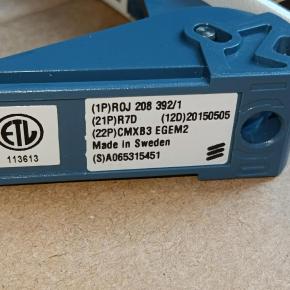 (1P)ROJ 208 392/1
(21P)R7D (12D)20150505
(22P)CMXB3 EGEM2
Made in Sweden
(S)A065315451
ETL
113613